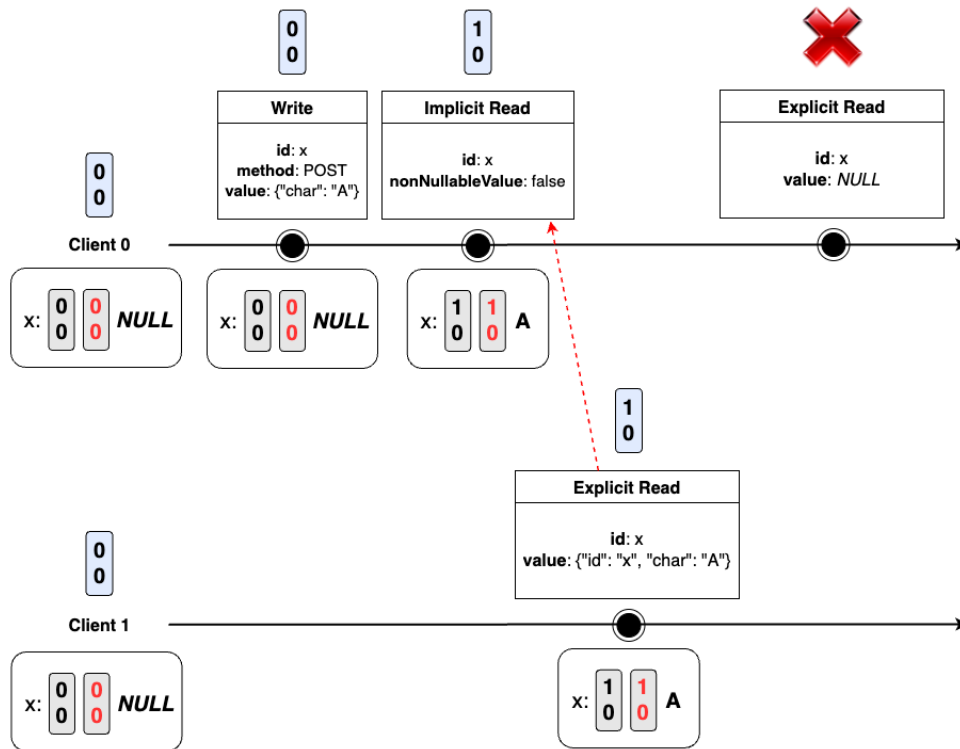 0
0
1
0
Write
id: x
method: POST
value: {"char": "A"}
Implicit Read
id: x
nonNullableValue: false
Explicit Read
id: x
value: NULL
0
0
Client 0
x: 0 0 NULL
0 0
x: 0 0 NULL
0 0
x: 1 1 A
0 0
1
0
Explicit Read
id: x
value: {"id": "x", "char": "A"}
0
0
Client 1
x: 0 0 NULL
0 0
x: 1 1 A
0 0